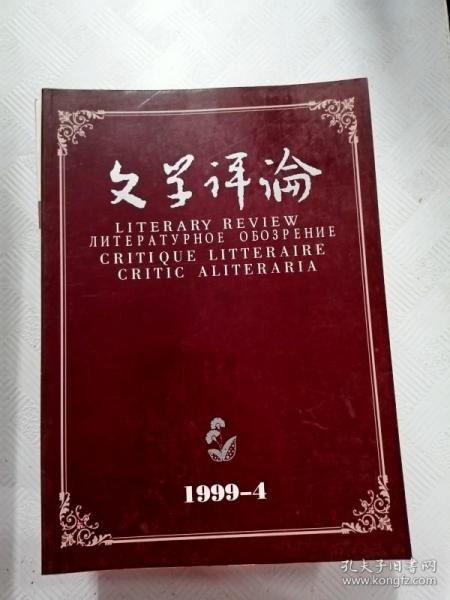 文学评论
LITERARY REVIEW
ЛИТЕРАТУРНОЕ ОБОЗРЕНИЕ
CRITIQUE LITTERAIRE
CRITIC ALITERARIA
1999-4
孔夫子旧书网
www.kongfz.com